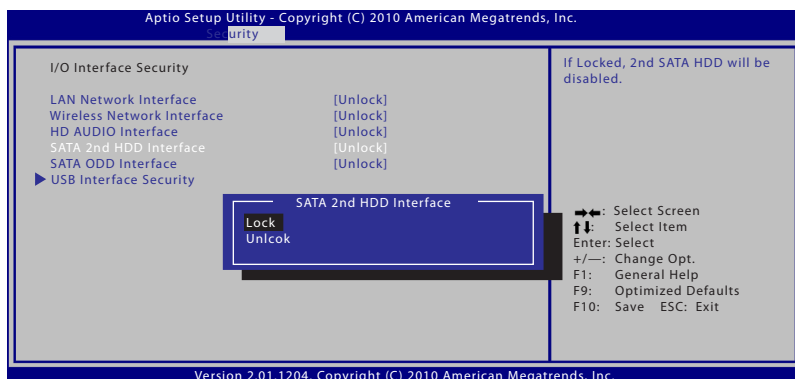 Aptio Setup Utility - Copyright (C) 2010 American Megatrends, Inc.
Security
I/O Interface Security
LAN Network Interface [Unlock]
Wireless Network Interface [Unlock]
HD AUDIO Interface [Unlock]
SATA 2nd HDD Interface [Unlock]
SATA ODD Interface [Unlock]
USB Interface Security
SATA 2nd HDD Interface
Lock
Unlcok
If Locked, 2nd SATA HDD will be
disabled.
: Select Screen
: Select Item
Enter: Select
+/—: Change Opt.
F1: General Help
F9: Optimized Defaults
F10: Save ESC: Exit
Version 2.01.1204. Copyright (C) 2010 American Megatrends, Inc.